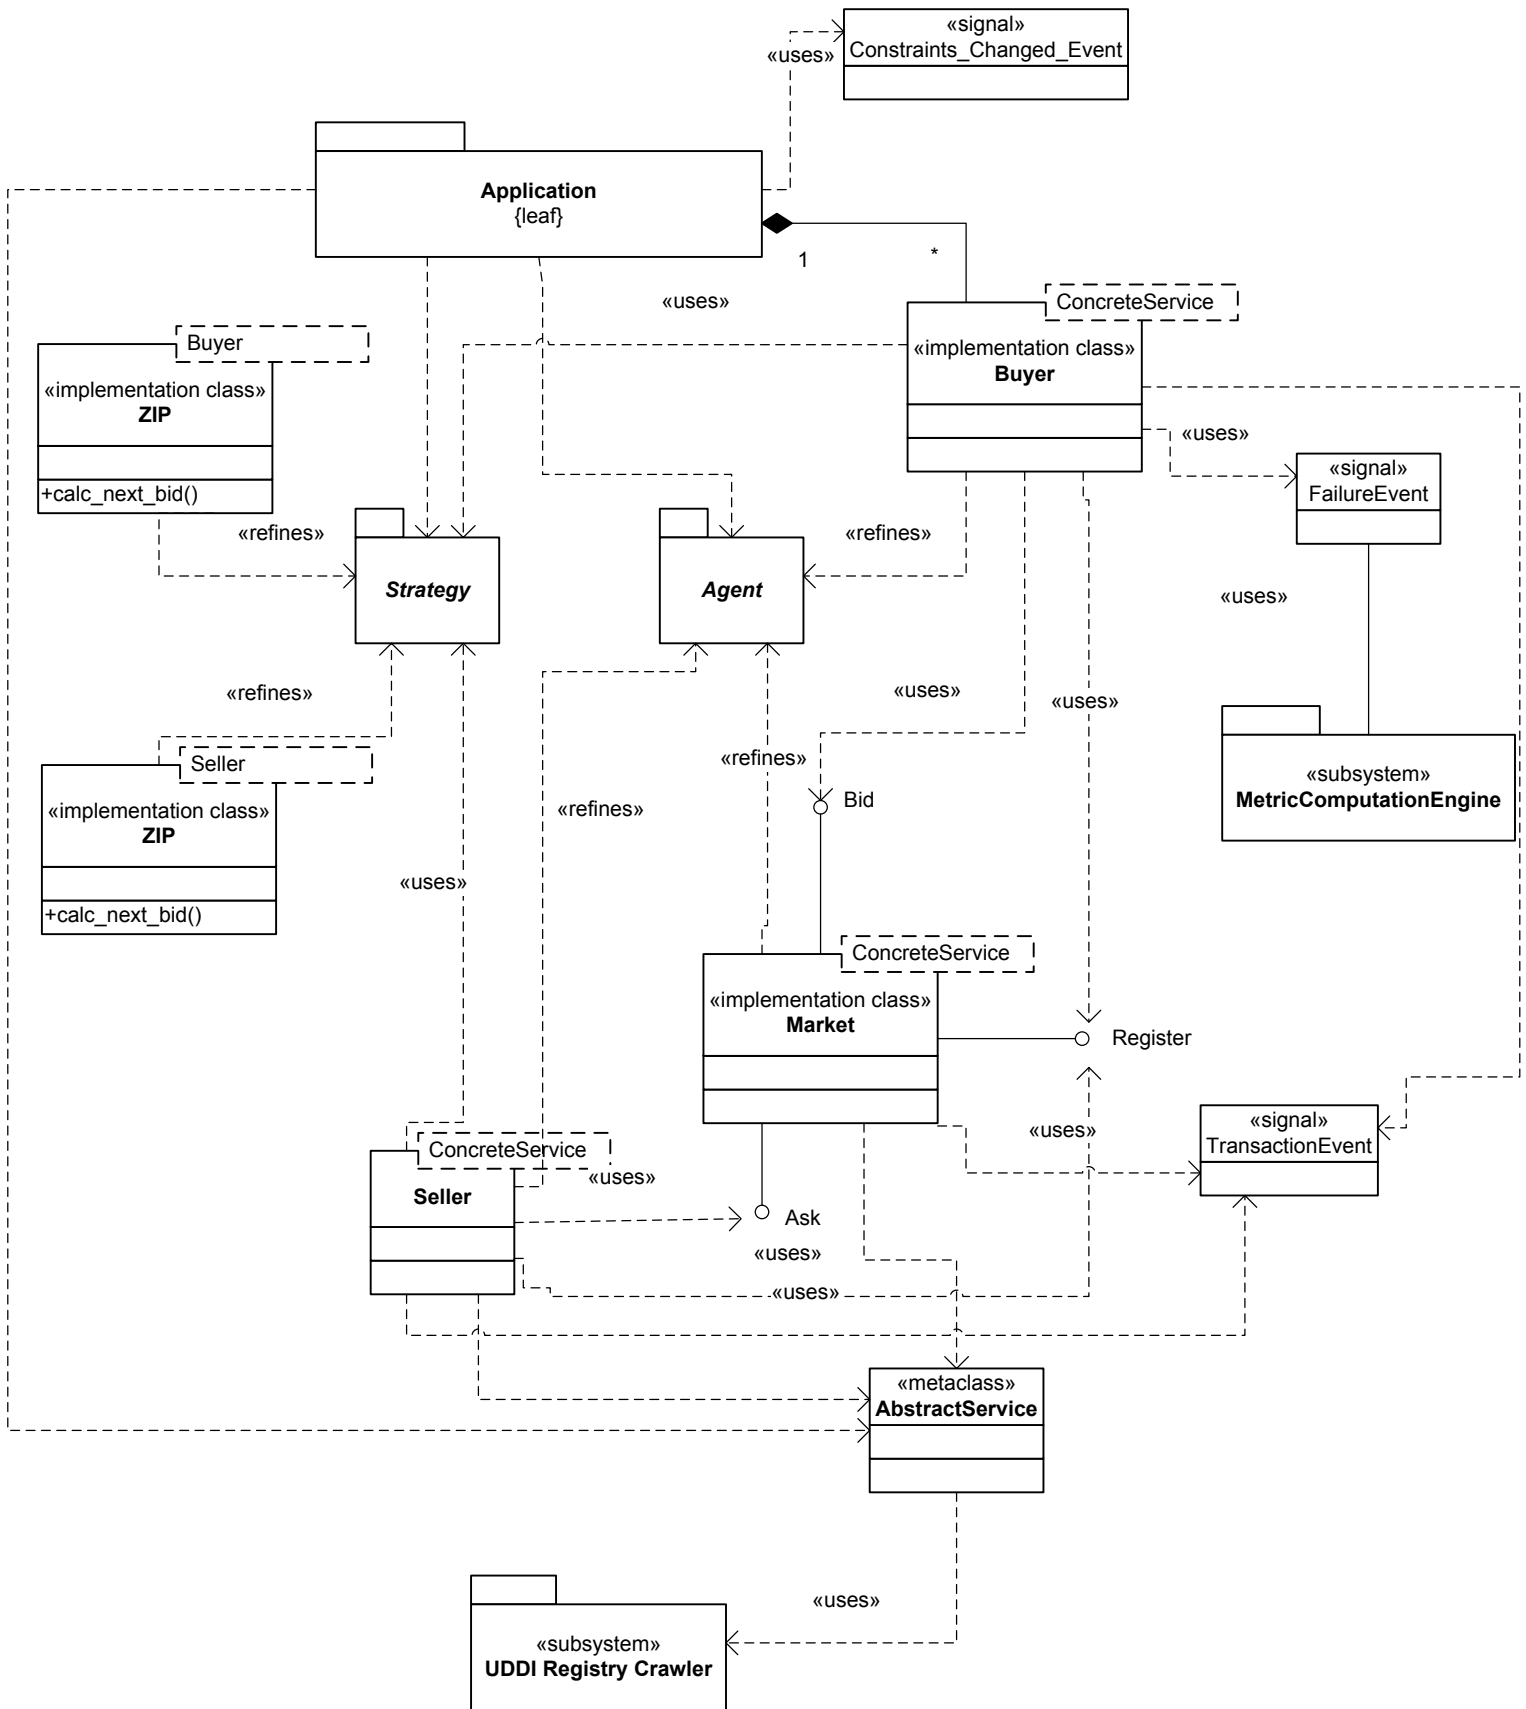 «signal»
Constraints_Changed_Event
«uses»
Application
{leaf}
1
*
«uses»
ConcreteService
«implementation class»
Buyer
Buyer
«implementation class»
ZIP
+calc_next_bid()
«uses»
«signal»
FailureEvent
«refines»
«refines»
Strategy
Agent
«uses»
«refines»
«uses»
«uses»
«refines»
Seller
«subsystem»
MetricComputationEngine
Bid
«implementation class»
ZIP
«refines»
«uses»
+calc_next_bid()
ConcreteService
«implementation class»
Market
Register
«uses»
«signal»
TransactionEvent
ConcreteService
«uses»
Seller
Ask
«uses»
«uses»
«metaclass»
AbstractService
«uses»
«subsystem»
UDDI Registry Crawler